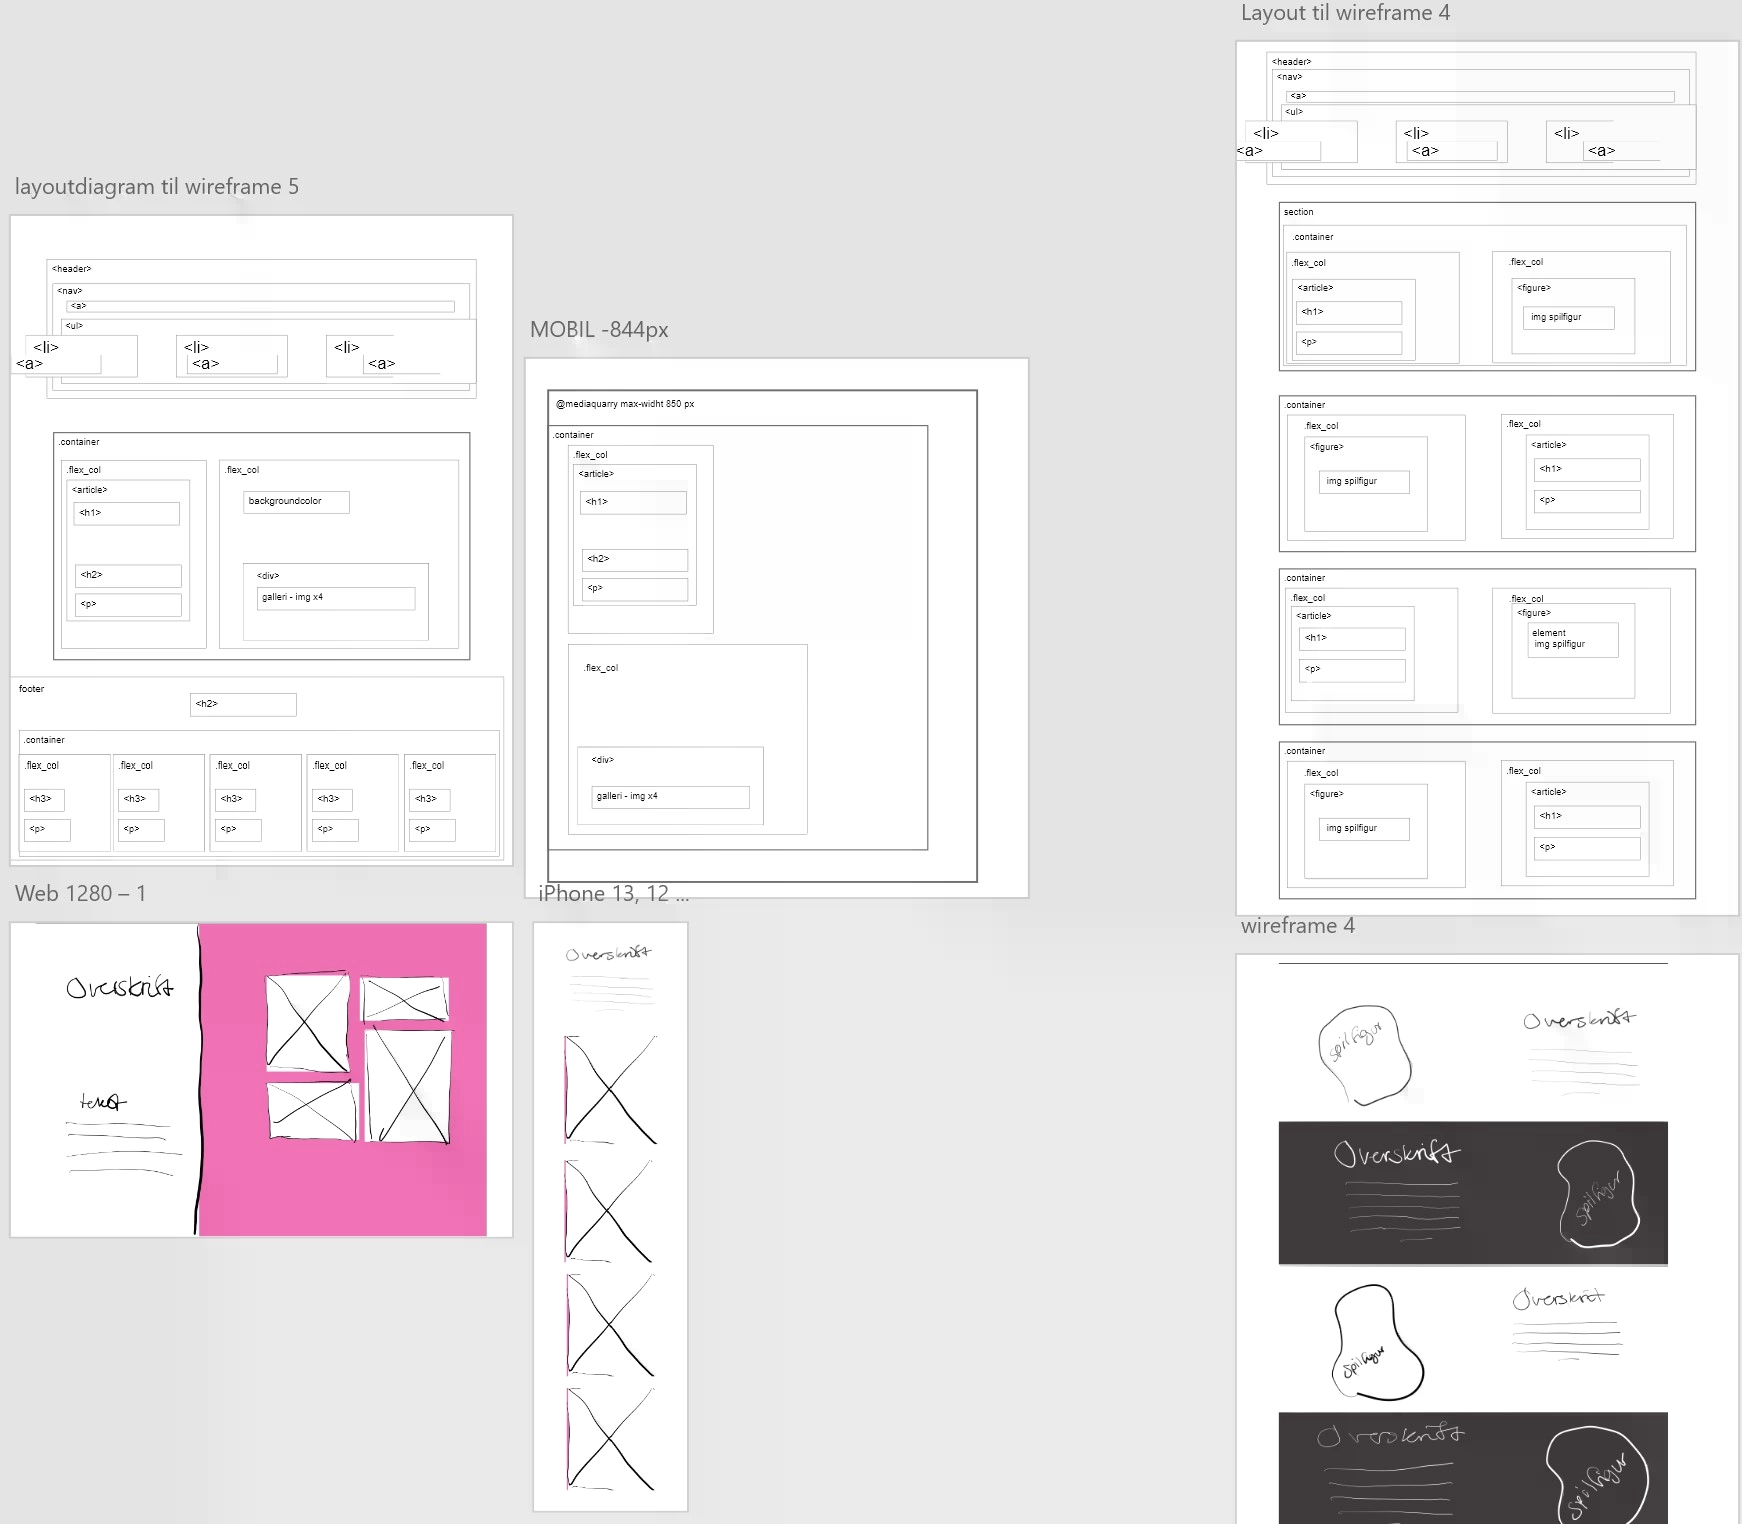 layoutdiagram til wireframe 5
<header>
<nav>
<a>
<ul>
<li>
<a>
<li>
<a>
<li>
<a>
.container
.flex_col
<article>
<h1>
<h2>
<p>
.flex_col
backgroundcolor
<div>
galleri - img x4
footer
<h2>
.container
.flex_col
<h3>
<p>
.flex_col
<h3>
<p>
.flex_col
<h3>
<p>
.flex_col
<h3>
<p>
.flex_col
<h3>
<p>
Web 1280 – 1
Overskrift
tekst
MOBIL -844px
@mediaquarry max-widht 850 px
.container
.flex_col
<article>
<h1>
<h2>
<p>
.flex_col
<div>
galleri - img x4
iPhone 13, 12 ...
Overskrift
Layout til wireframe 4
<header>
<nav>
<a>
<ul>
<li>
<a>
<li>
<a>
<li>
<a>
section
.container
.flex_col
<article>
<h1>
<p>
.flex_col
<figure>
img spilfigur
.container
.flex_col
<figure>
img spilfigur
.flex_col
<article>
<h1>
<p>
.container
.flex_col
<article>
<h1>
<p>
.flex_col
<figure>
element
img spilfigur
.container
.flex_col
<figure>
img spilfigur
.flex_col
<article>
<h1>
<p>
wireframe 4
spilfigur
Overskrift
Overskrift
spilfigur
spilfigur
Overskrift
Overskrift
spilfigur